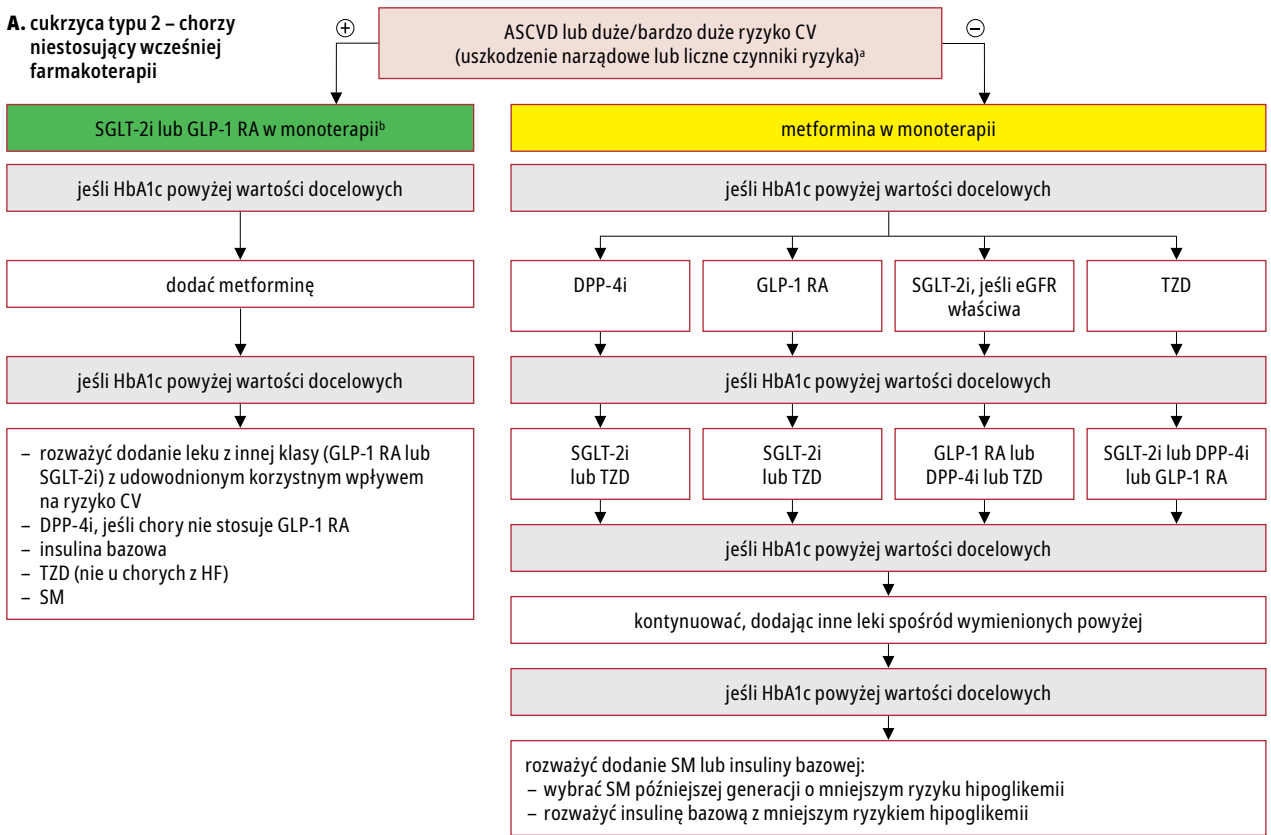 A. cukrzyca typu 2 – chorzy
niestosujący wcześniej
farmakoterapii
+
ASCVD lub duże/bardzo duże ryzyko CV
(uszkodzenie narządowe lub liczne czynniki ryzyka)ᵃ
–
SGLT-2i lub GLP-1 RA w monoterapiiᵇ
jeśli HbA1c powyżej wartości docelowych
dodać metforminę
jeśli HbA1c powyżej wartości docelowych
– rozważyć dodanie leku z innej klasy (GLP-1 RA lub
SGLT-2i) z udowodnionym korzystnym wpływem
na ryzyko CV
– DPP-4i, jeśli chory nie stosuje GLP-1 RA
– insulina bazowa
– TZD (nie u chorych z HF)
– SM
metformina w monoterapii
jeśli HbA1c powyżej wartości docelowych
DPP-4i
GLP-1 RA
SGLT-2i, jeśli eGFR
właściwa
TZD
jeśli HbA1c powyżej wartości docelowych
SGLT-2i
lub TZD
SGLT-2i
lub TZD
GLP-1 RA lub
DPP-4i lub TZD
SGLT-2i lub DPP-4i
lub GLP-1 RA
jeśli HbA1c powyżej wartości docelowych
kontynuować, dodając inne leki spośród wymienionych powyżej
jeśli HbA1c powyżej wartości docelowych
rozważyć dodanie SM lub insuliny bazowej:
– wybrać SM późniejszej generacji o mniejszym ryzyku hipoglikemii
– rozważyć insulinę bazową z mniejszym ryzykiem hipoglikemii